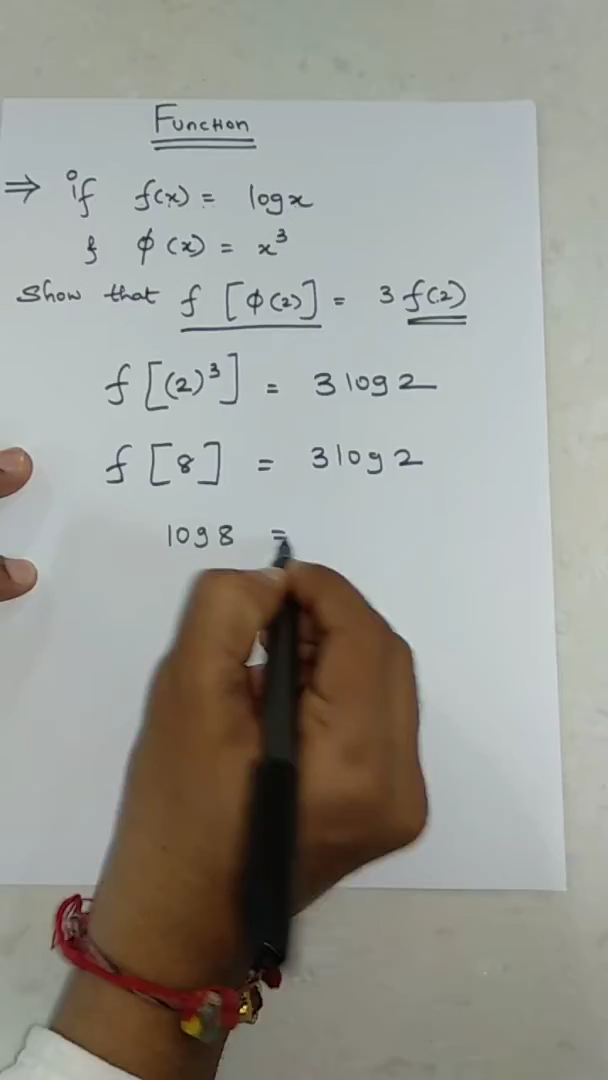 Function
⇒ if f(x) = log x
& φ(x) = x³
Show that f [φ(2)] = 3 f(2)
f [(2)³] = 3 log 2
f [8] = 3 log 2
log 8 =